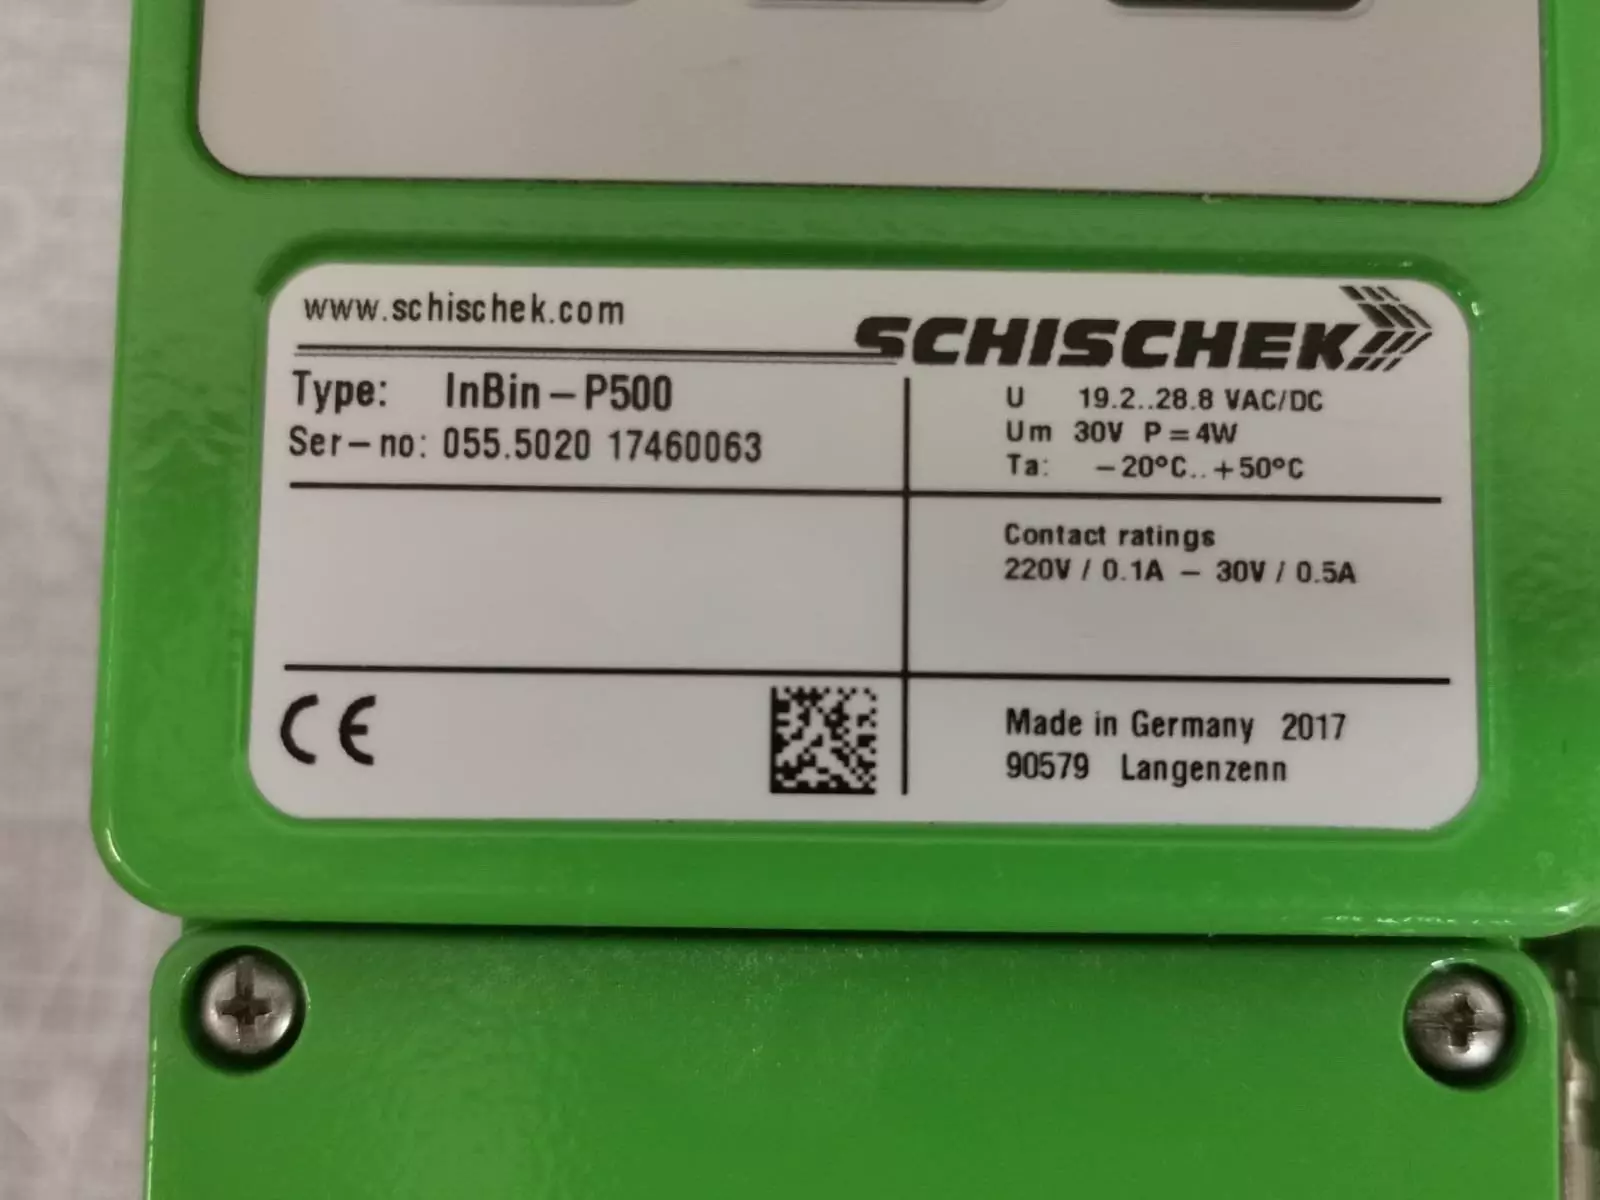 www.schischek.com
SCHISCHEK
Type: InBin-P500
Ser-no: 055.5020 17460063
U 19.2..28.8 VAC/DC
Um 30V P=4W
Ta: -20°C..+50°C
Contact ratings
220V / 0.1A - 30V / 0.5A
CE
Made in Germany 2017
90579 Langenzenn